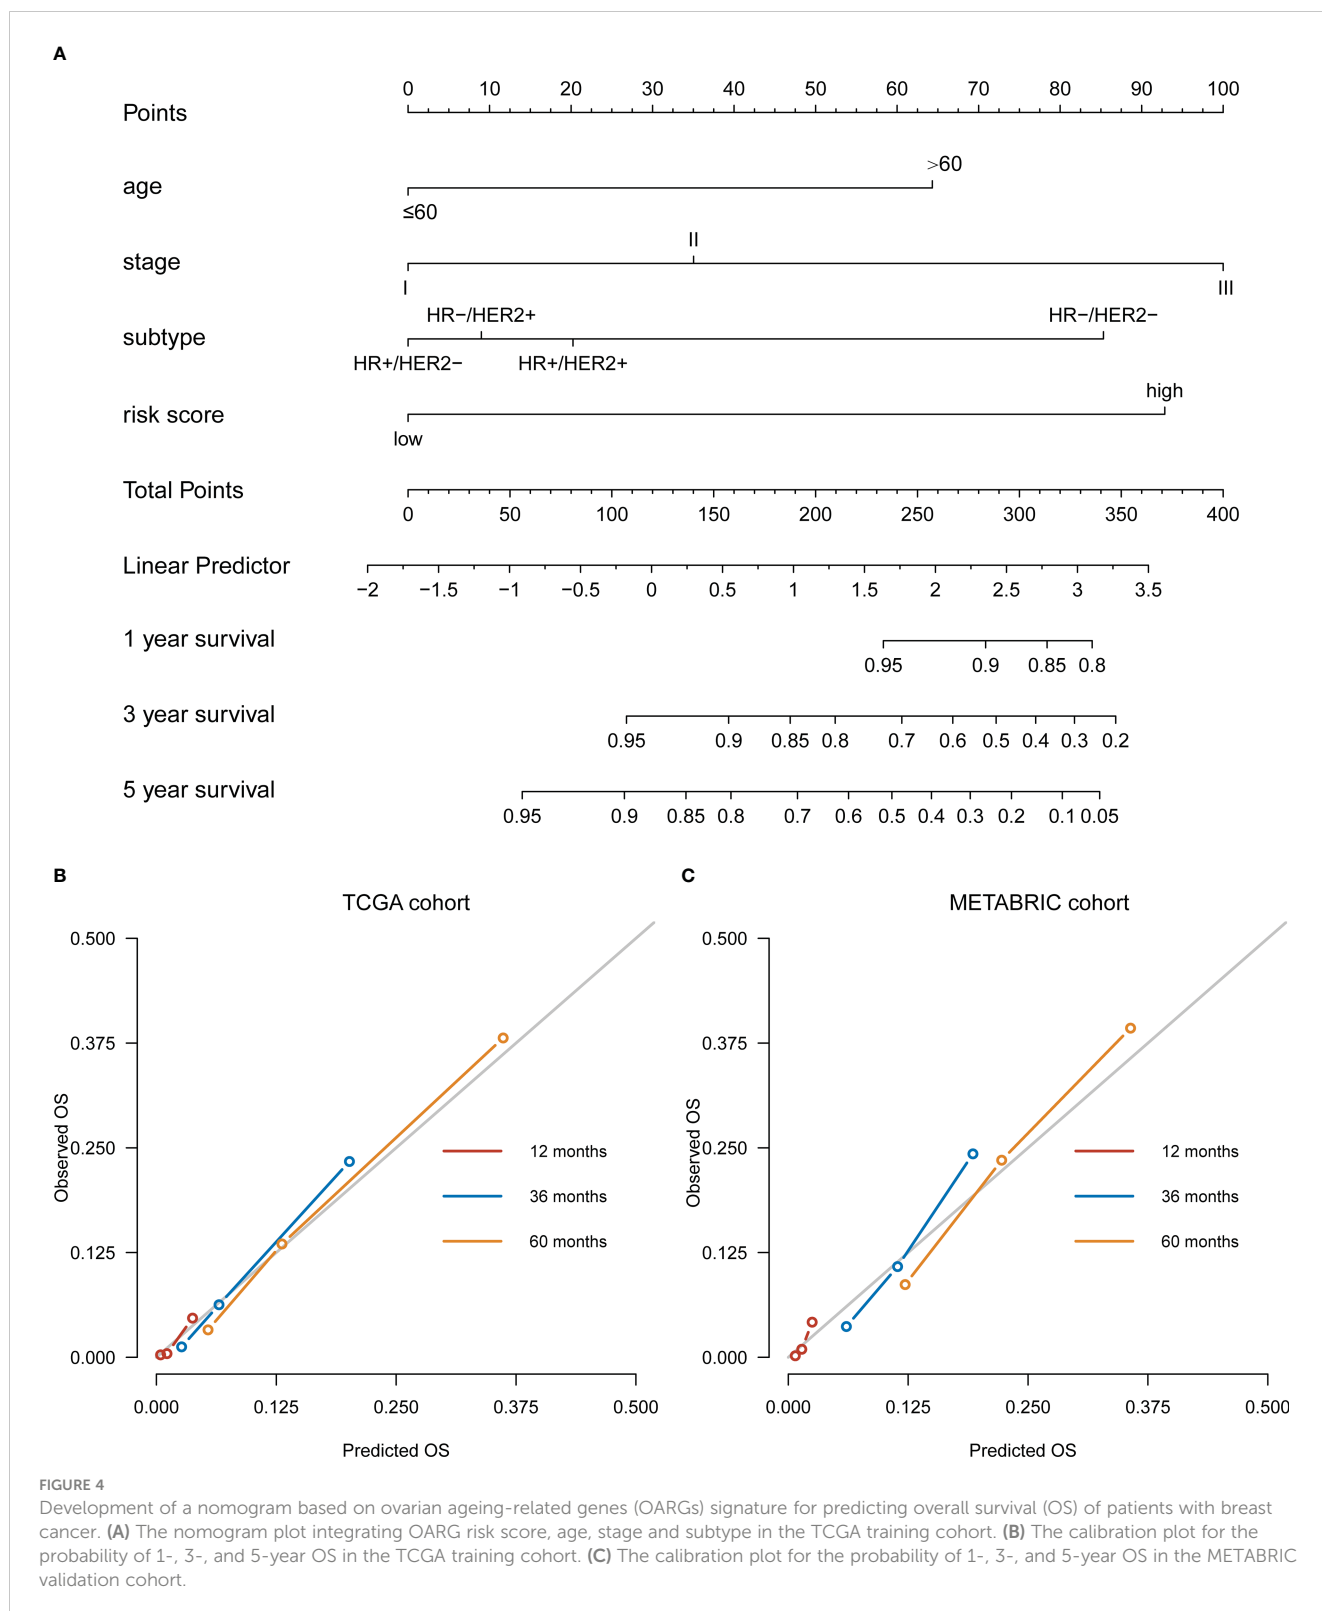 A
0 10 20 30 40 50 60 70 80 90 100
Points
>60
age
≤60
II
stage
I III
HR−/HER2+ HR−/HER2−
subtype
HR+/HER2− HR+/HER2+
high
risk score
low
Total Points
0 50 100 150 200 250 300 350 400
Linear Predictor
−2 −1.5 −1 −0.5 0 0.5 1 1.5 2 2.5 3 3.5
1 year survival
0.95 0.9 0.85 0.8
3 year survival
0.95 0.9 0.85 0.8 0.7 0.6 0.5 0.4 0.3 0.2
5 year survival
0.95 0.9 0.85 0.8 0.7 0.6 0.5 0.4 0.3 0.2 0.1 0.05
B
TCGA cohort
0.500
0.375
0.250
0.125
0.000
Observed OS
12 months
36 months
60 months
0.000 0.125 0.250 0.375 0.500
Predicted OS
C
METABRIC cohort
0.500
0.375
0.250
0.125
0.000
Observed OS
12 months
36 months
60 months
0.000 0.125 0.250 0.375 0.500
Predicted OS
FIGURE 4
Development of a nomogram based on ovarian ageing-related genes (OARGs) signature for predicting overall survival (OS) of patients with breast
cancer. (A) The nomogram plot integrating OARG risk score, age, stage and subtype in the TCGA training cohort. (B) The calibration plot for the
probability of 1-, 3-, and 5-year OS in the TCGA training cohort. (C) The calibration plot for the probability of 1-, 3-, and 5-year OS in the METABRIC
validation cohort.